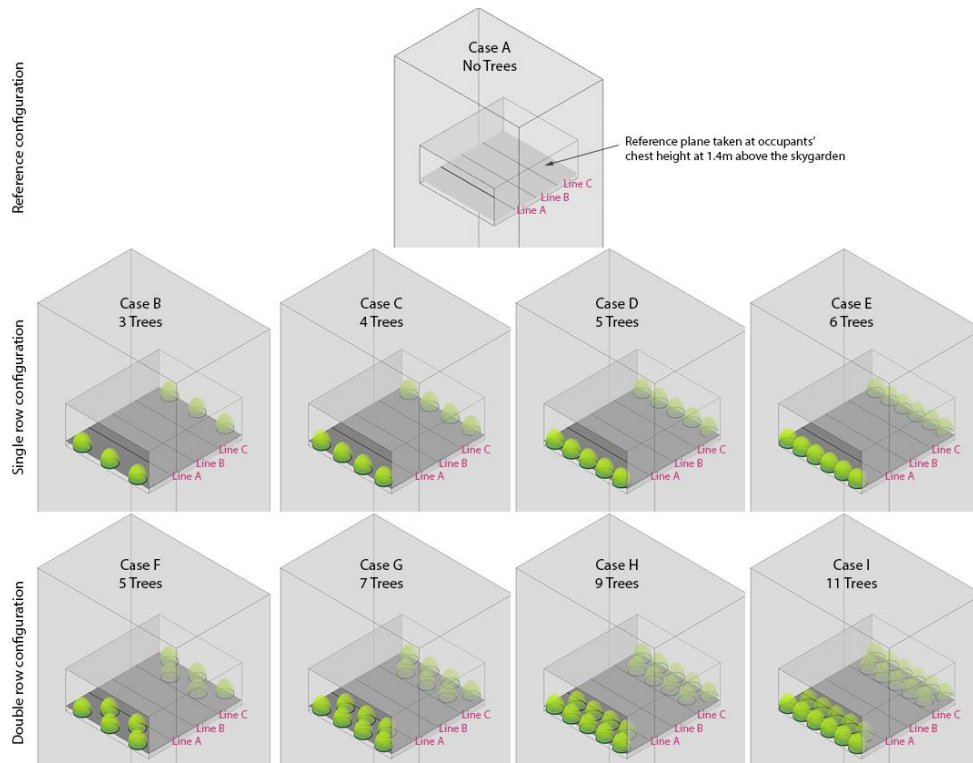 Reference configuration
Case A
No Trees
Reference plane taken at occupants'
chest height at 1.4m above the skygarden
Line C
Line B
Line A
Single row configuration
Case B
3 Trees
Line C
Line B
Line A
Case C
4 Trees
Line C
Line B
Line A
Case D
5 Trees
Line C
Line B
Line A
Case E
6 Trees
Line C
Line B
Line A
Double row configuration
Case F
5 Trees
Line C
Line B
Line A
Case G
7 Trees
Line C
Line B
Line A
Case H
9 Trees
Line C
Line B
Line A
Case I
11 Trees
Line C
Line B
Line A